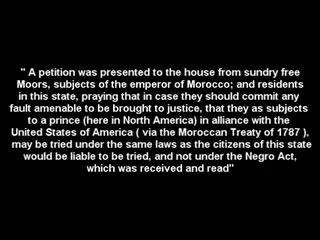 " A petition was presented to the house from sundry free
Moors, subjects of the emperor of Morocco; and residents
in this state, praying that in case they should commit any
fault amenable to be brought to justice, that they as subjects
to a prince (here in North America) in alliance with the
United States of America ( via the Moroccan Treaty of 1787 ),
may be tried under the same laws as the citizens of this state
would be liable to be tried, and not under the Negro Act,
which was received and read"